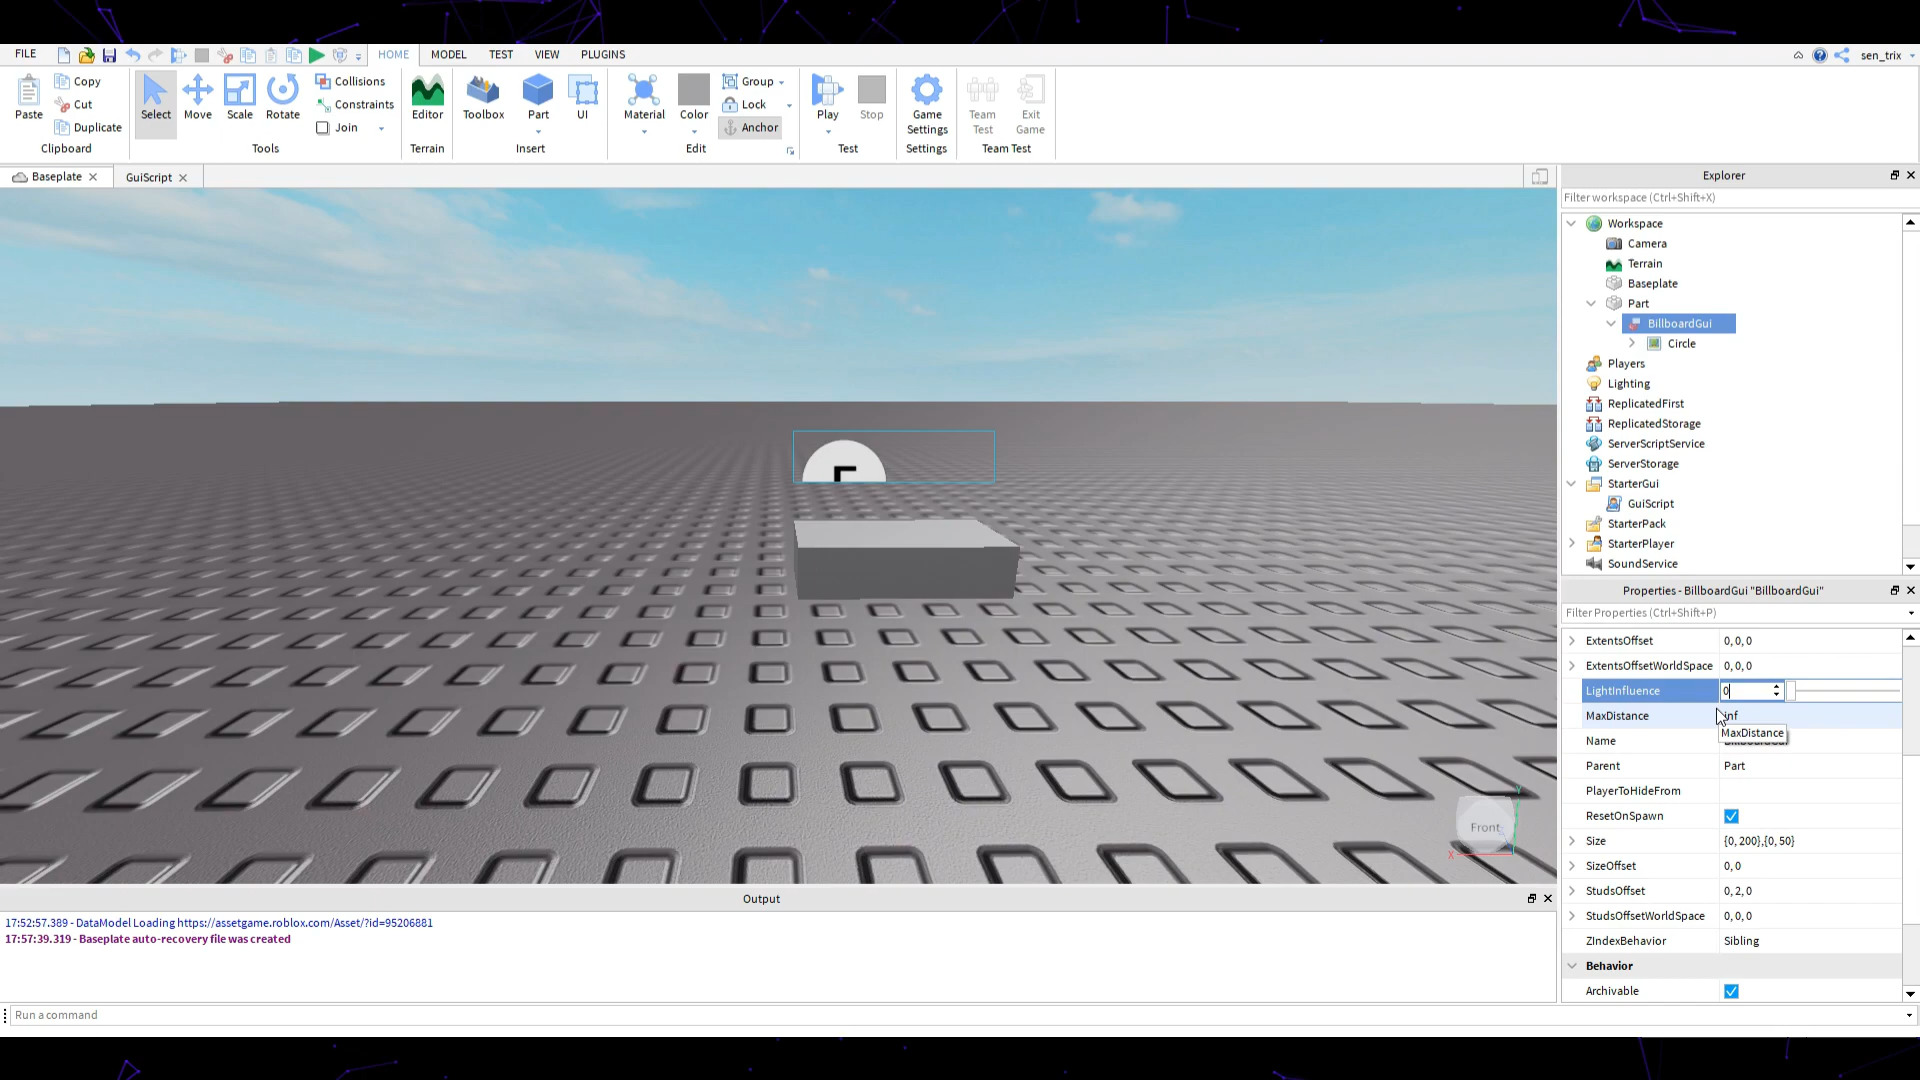 FILE
HOME MODEL TEST VIEW PLUGINS
sen_trix
Paste Copy Cut Duplicate
Clipboard
Select Move Scale Rotate Collisions Constraints Join
Tools
Editor
Terrain
Toolbox Part UI
Insert
Material Color Group Lock Anchor
Edit
Play Stop
Test
Game Settings
Settings
Team Test Exit Game
Team Test
Baseplate GuiScript
Explorer
Filter workspace (Ctrl+Shift+X)
Workspace
Camera
Terrain
Baseplate
Part
BillboardGui
Circle
Players
Lighting
ReplicatedFirst
ReplicatedStorage
ServerScriptService
ServerStorage
StarterGui
GuiScript
StarterPack
StarterPlayer
SoundService
Properties - BillboardGui "BillboardGui"
Filter Properties (Ctrl+Shift+P)
ExtentsOffset 0, 0, 0
ExtentsOffsetWorldSpace 0, 0, 0
LightInfluence 0
MaxDistance inf
MaxDistance
Name
Parent Part
PlayerToHideFrom
ResetOnSpawn
Size {0, 200},{0, 50}
SizeOffset 0, 0
StudsOffset 0, 2, 0
StudsOffsetWorldSpace 0, 0, 0
ZIndexBehavior Sibling
Behavior
Archivable
Front
X
Y
Output
17:52:57.389 - DataModel Loading https://assetgame.roblox.com/Asset/?id=95206881
17:57:39.319 - Baseplate auto-recovery file was created
Run a command